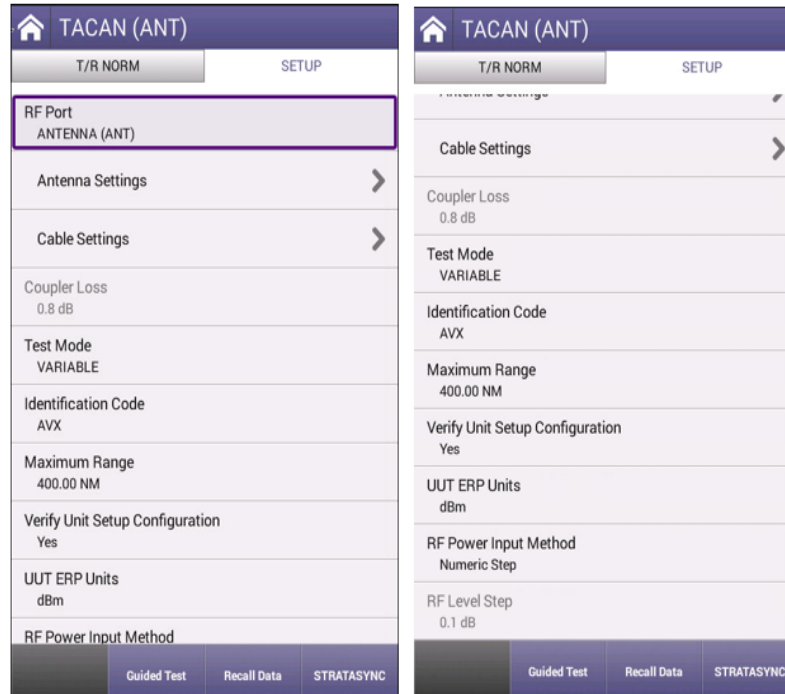 TACAN (ANT)
T/R NORM
SETUP
RF Port
ANTENNA (ANT)
Antenna Settings
Cable Settings
Coupler Loss
0.8 dB
Test Mode
VARIABLE
Identification Code
AVX
Maximum Range
400.00 NM
Verify Unit Setup Configuration
Yes
UUT ERP Units
dBm
RF Power Input Method
Guided Test
Recall Data
STRATASYNC
TACAN (ANT)
T/R NORM
SETUP
Antenna Settings
Cable Settings
Coupler Loss
0.8 dB
Test Mode
VARIABLE
Identification Code
AVX
Maximum Range
400.00 NM
Verify Unit Setup Configuration
Yes
UUT ERP Units
dBm
RF Power Input Method
Numeric Step
RF Level Step
0.1 dB
Guided Test
Recall Data
STRATASYNC